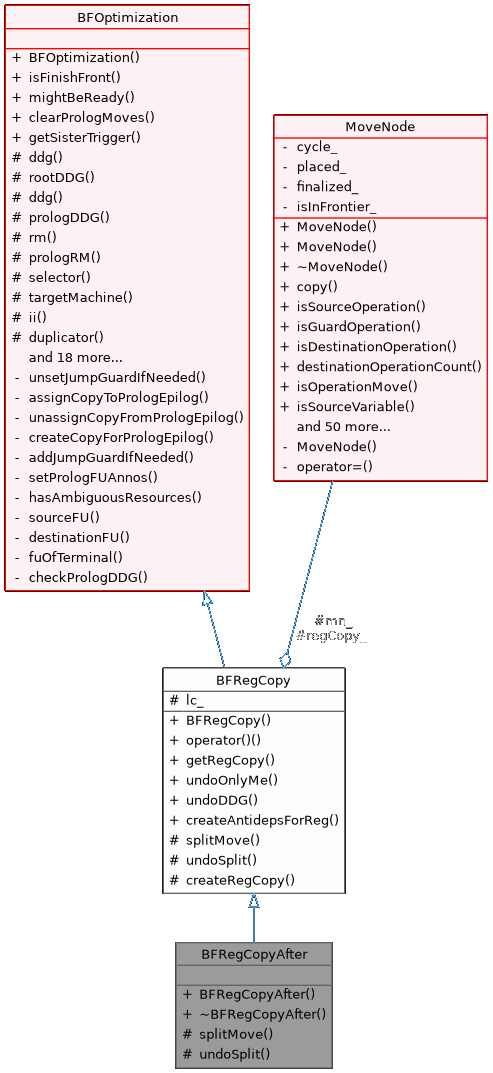 BFOptimization
+ BFOptimization()
+ isFinishFront()
+ mightBeReady()
+ clearPrologMoves()
+ getSisterTrigger()
# ddg()
# rootDDG()
# ddg()
# prologDDG()
# rm()
# prologRM()
# selector()
# targetMachine()
# ii()
# duplicator()
and 18 more...
- unsetJumpGuardIfNeeded()
- assignCopyToPrologEpilog()
- unassignCopyFromPrologEpilog()
- createCopyForPrologEpilog()
- addJumpGuardIfNeeded()
- setPrologFUAnnos()
- hasAmbiguousResources()
- sourceFU()
- destinationFU()
- fuOfTerminal()
- checkPrologDDG()
MoveNode
- cycle_
- placed_
- finalized_
- isInFrontier_
+ MoveNode()
+ MoveNode()
+ ~MoveNode()
+ copy()
+ isSourceOperation()
+ isGuardOperation()
+ isDestinationOperation()
+ destinationOperationCount()
+ isOperationMove()
+ isSourceVariable()
and 50 more...
- MoveNode()
- operator=()
#mn_
#regCopy_
BFRegCopy
# lc_
+ BFRegCopy()
+ operator()()
+ getRegCopy()
+ undoOnlyMe()
+ undoDDG()
+ createAntidepsForReg()
# splitMove()
# undoSplit()
# createRegCopy()
BFRegCopyAfter
+ BFRegCopyAfter()
+ ~BFRegCopyAfter()
# splitMove()
# undoSplit()